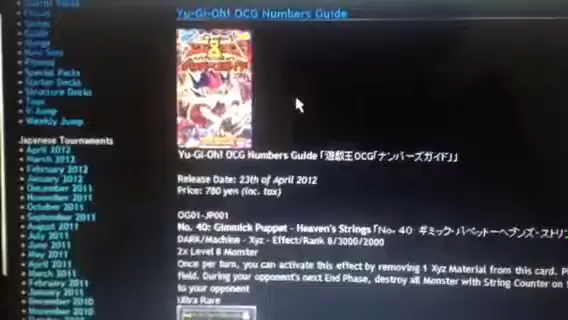 Yu-Gi-Oh! OCG Numbers Guide
Special Packs
Starter Decks
Structure Decks
Toys
V-Jump
Weekly Jump
Japanese Tournaments
April 2012
March 2012
February 2012
January 2012
December 2011
November 2011
October 2011
September 2011
August 2011
July 2011
June 2011
May 2011
April 2011
March 2011
February 2011
January 2011
December 2010
November 2010
Yu-Gi-Oh! OCG Numbers Guide 「遊戯王OCG「ナンバーズガイド」」
Release Date: 23th of April 2012
Price: 780 yen (inc. tax)
OG01-JP001
No. 40: Gimmick Puppet - Heaven's Strings 「No. 40 ギミック・パペット-ヘブンズ・ストリン
DARK/Machine - Xyz - Effect/Rank 8/3000/2000
2x Level 8 Monster
Once per turn, you can activate this effect by removing 1 Xyz Material from this card.
field. During your opponent's next End Phase, destroy all Monster with String Counter on
to your opponent
Ultra Rare